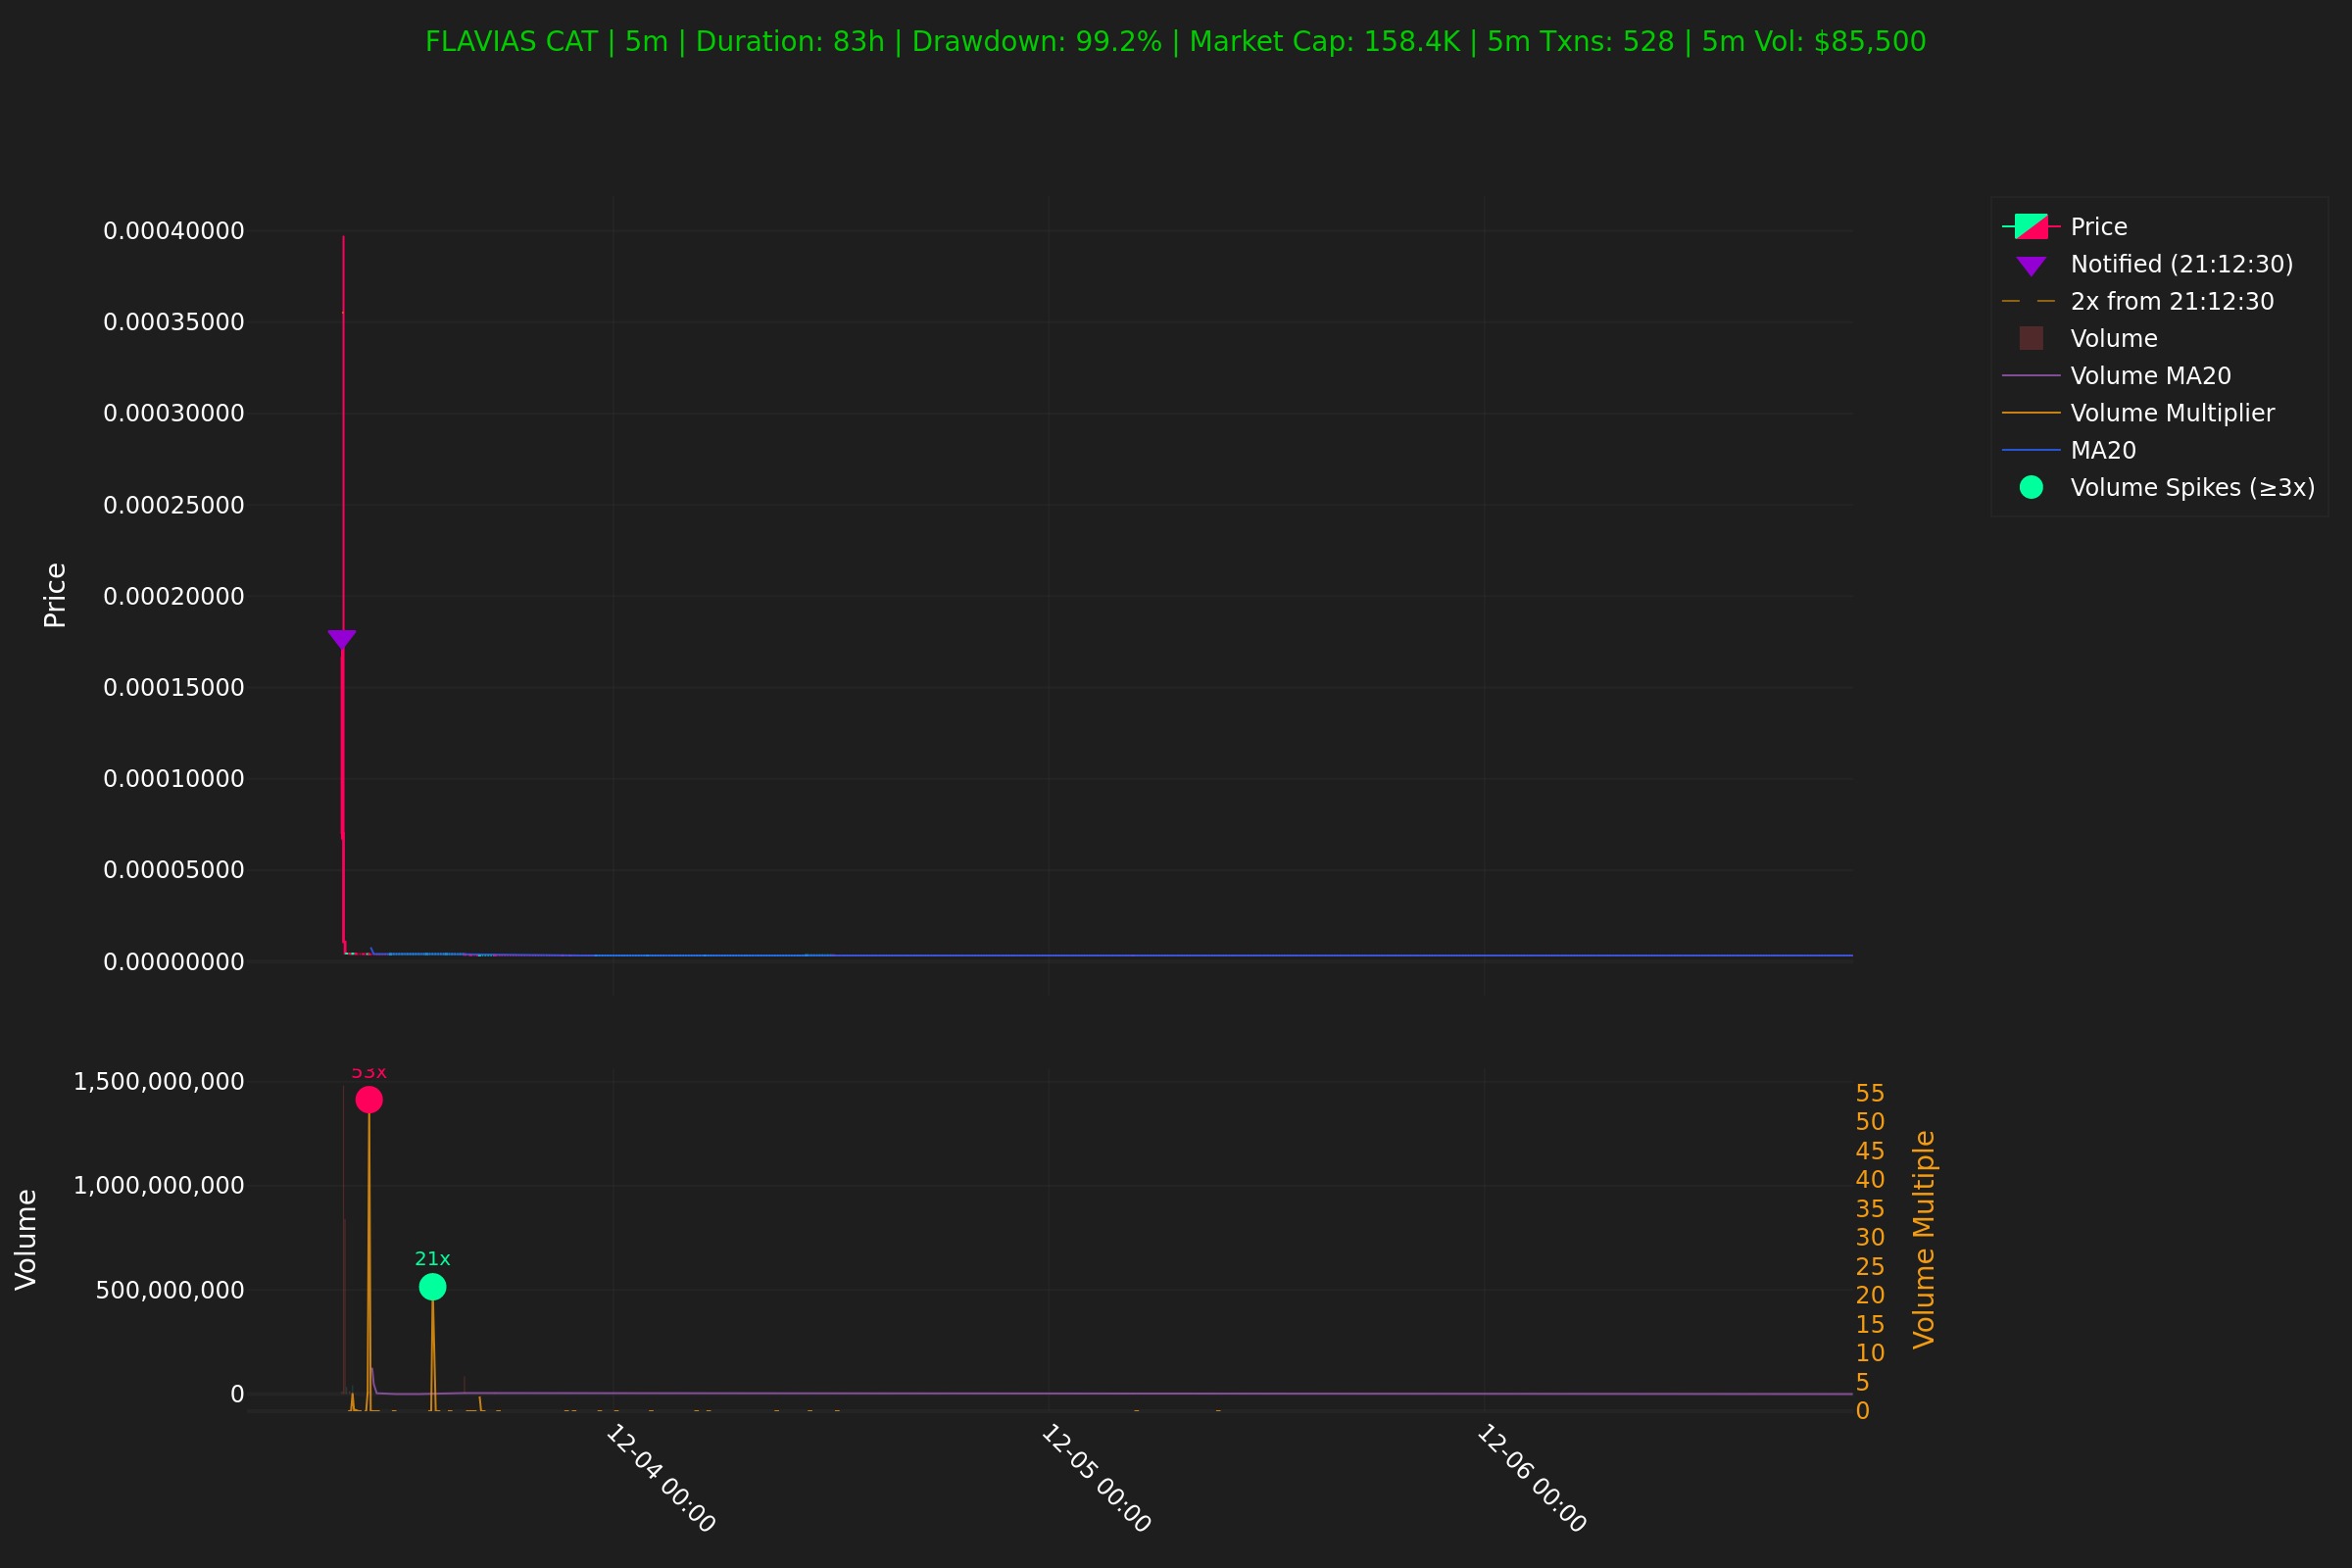 FLAVIAS CAT | 5m | Duration: 83h | Drawdown: 99.2% | Market Cap: 158.4K | 5m Txns: 528 | 5m Vol: $85,500
Price
0.00040000
0.00035000
0.00030000
0.00025000
0.00020000
0.00015000
0.00010000
0.00005000
0.00000000
Price
Notified (21:12:30)
2x from 21:12:30
Volume
Volume MA20
Volume Multiplier
MA20
Volume Spikes (≥3x)
Volume
1,500,000,000
1,000,000,000
500,000,000
0
53x
21x
55
50
45
40
35
30
25
20
15
10
5
0
Volume Multiple
12-04 00:00
12-05 00:00
12-06 00:00